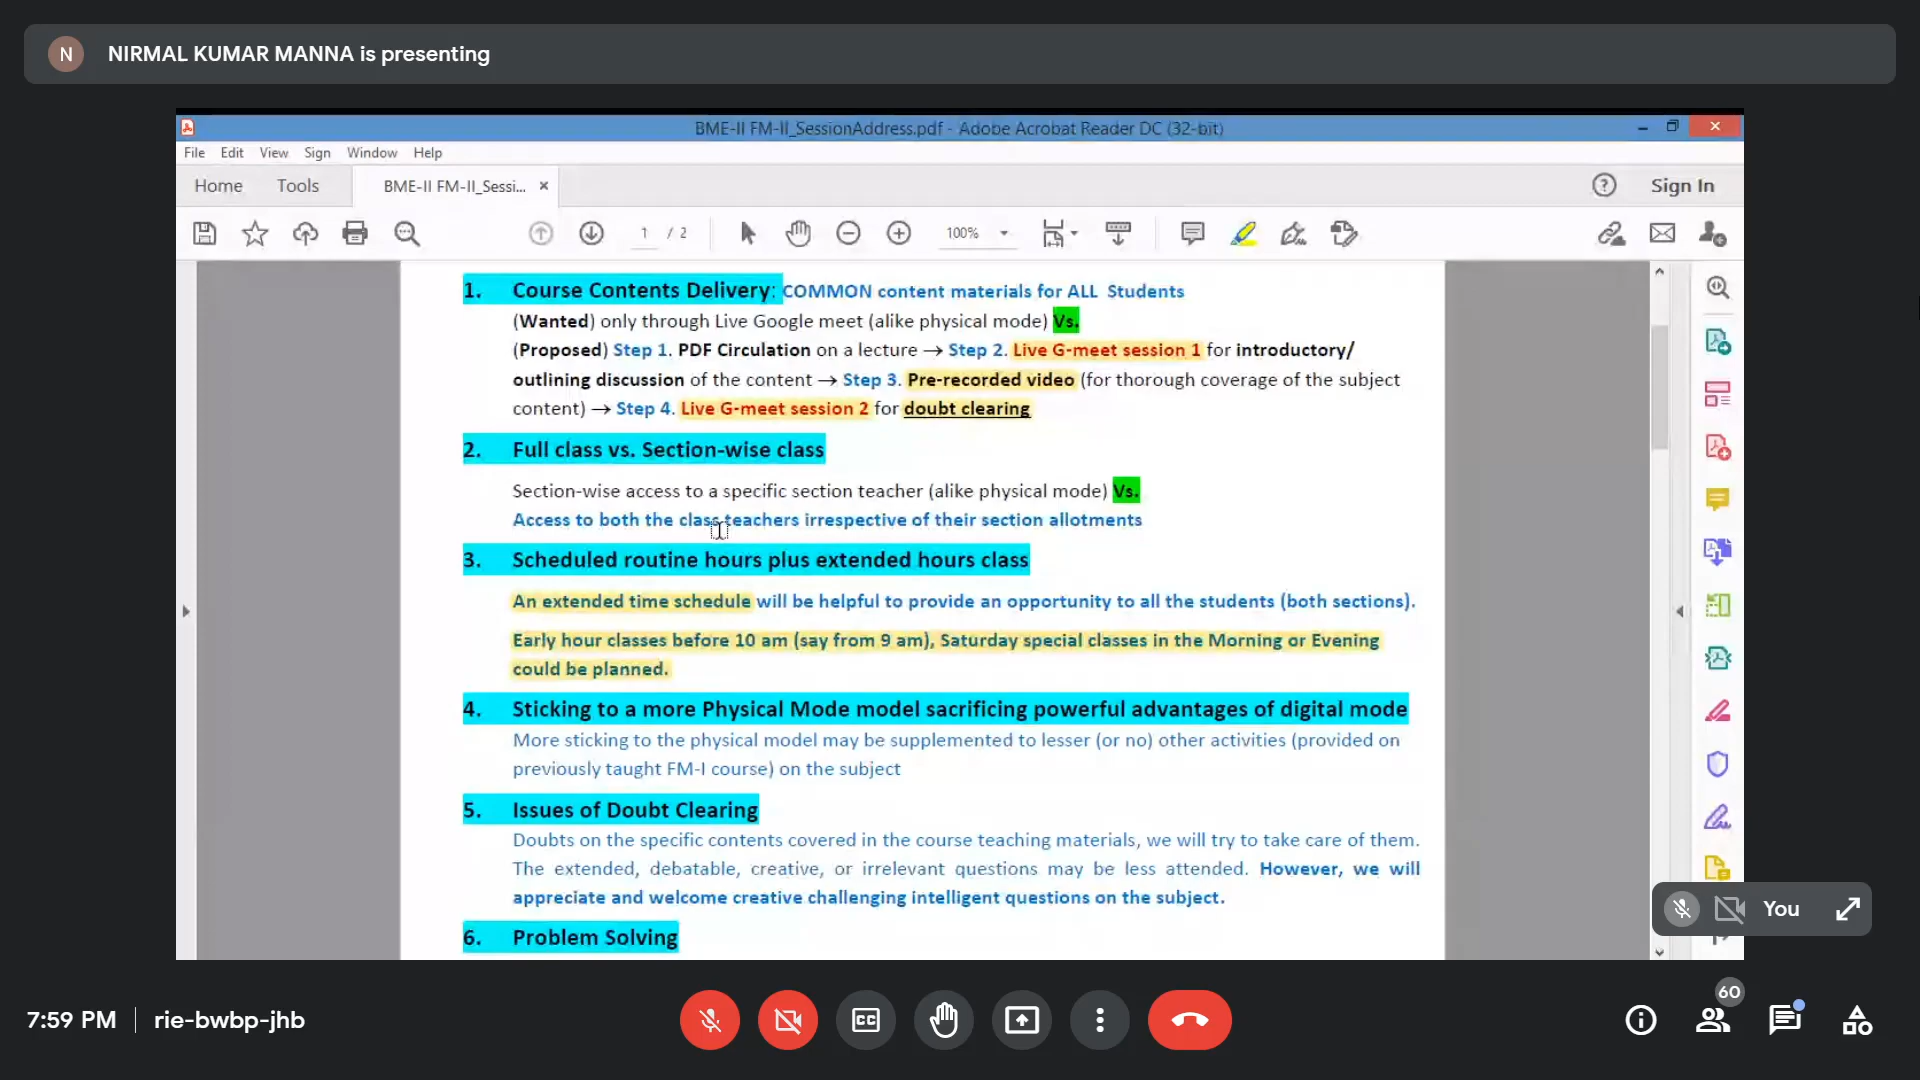 N NIRMAL KUMAR MANNA is presenting
BME-II FM-II_SessionAddress.pdf - Adobe Acrobat Reader DC (32-bit)
File Edit View Sign Window Help
Home Tools BME-II FM-II_Sessi... × ? Sign In
1 / 2 100%
1. Course Contents Delivery: COMMON content materials for ALL Students
(Wanted) only through Live Google meet (alike physical mode) Vs.
(Proposed) Step 1. PDF Circulation on a lecture → Step 2. Live G-meet session 1 for introductory/
outlining discussion of the content → Step 3. Pre-recorded video (for thorough coverage of the subject
content) → Step 4. Live G-meet session 2 for doubt clearing
2. Full class vs. Section-wise class
Section-wise access to a specific section teacher (alike physical mode) Vs.
Access to both the class teachers irrespective of their section allotments
3. Scheduled routine hours plus extended hours class
An extended time schedule will be helpful to provide an opportunity to all the students (both sections).
Early hour classes before 10 am (say from 9 am), Saturday special classes in the Morning or Evening
could be planned.
4. Sticking to a more Physical Mode model sacrificing powerful advantages of digital mode
More sticking to the physical model may be supplemented to lesser (or no) other activities (provided on
previously taught FM-I course) on the subject
5. Issues of Doubt Clearing
Doubts on the specific contents covered in the course teaching materials, we will try to take care of them.
The extended, debatable, creative, or irrelevant questions may be less attended. However, we will
appreciate and welcome creative challenging intelligent questions on the subject.
6. Problem Solving
You
7:59 PM rie-bwbp-jhb CC 60